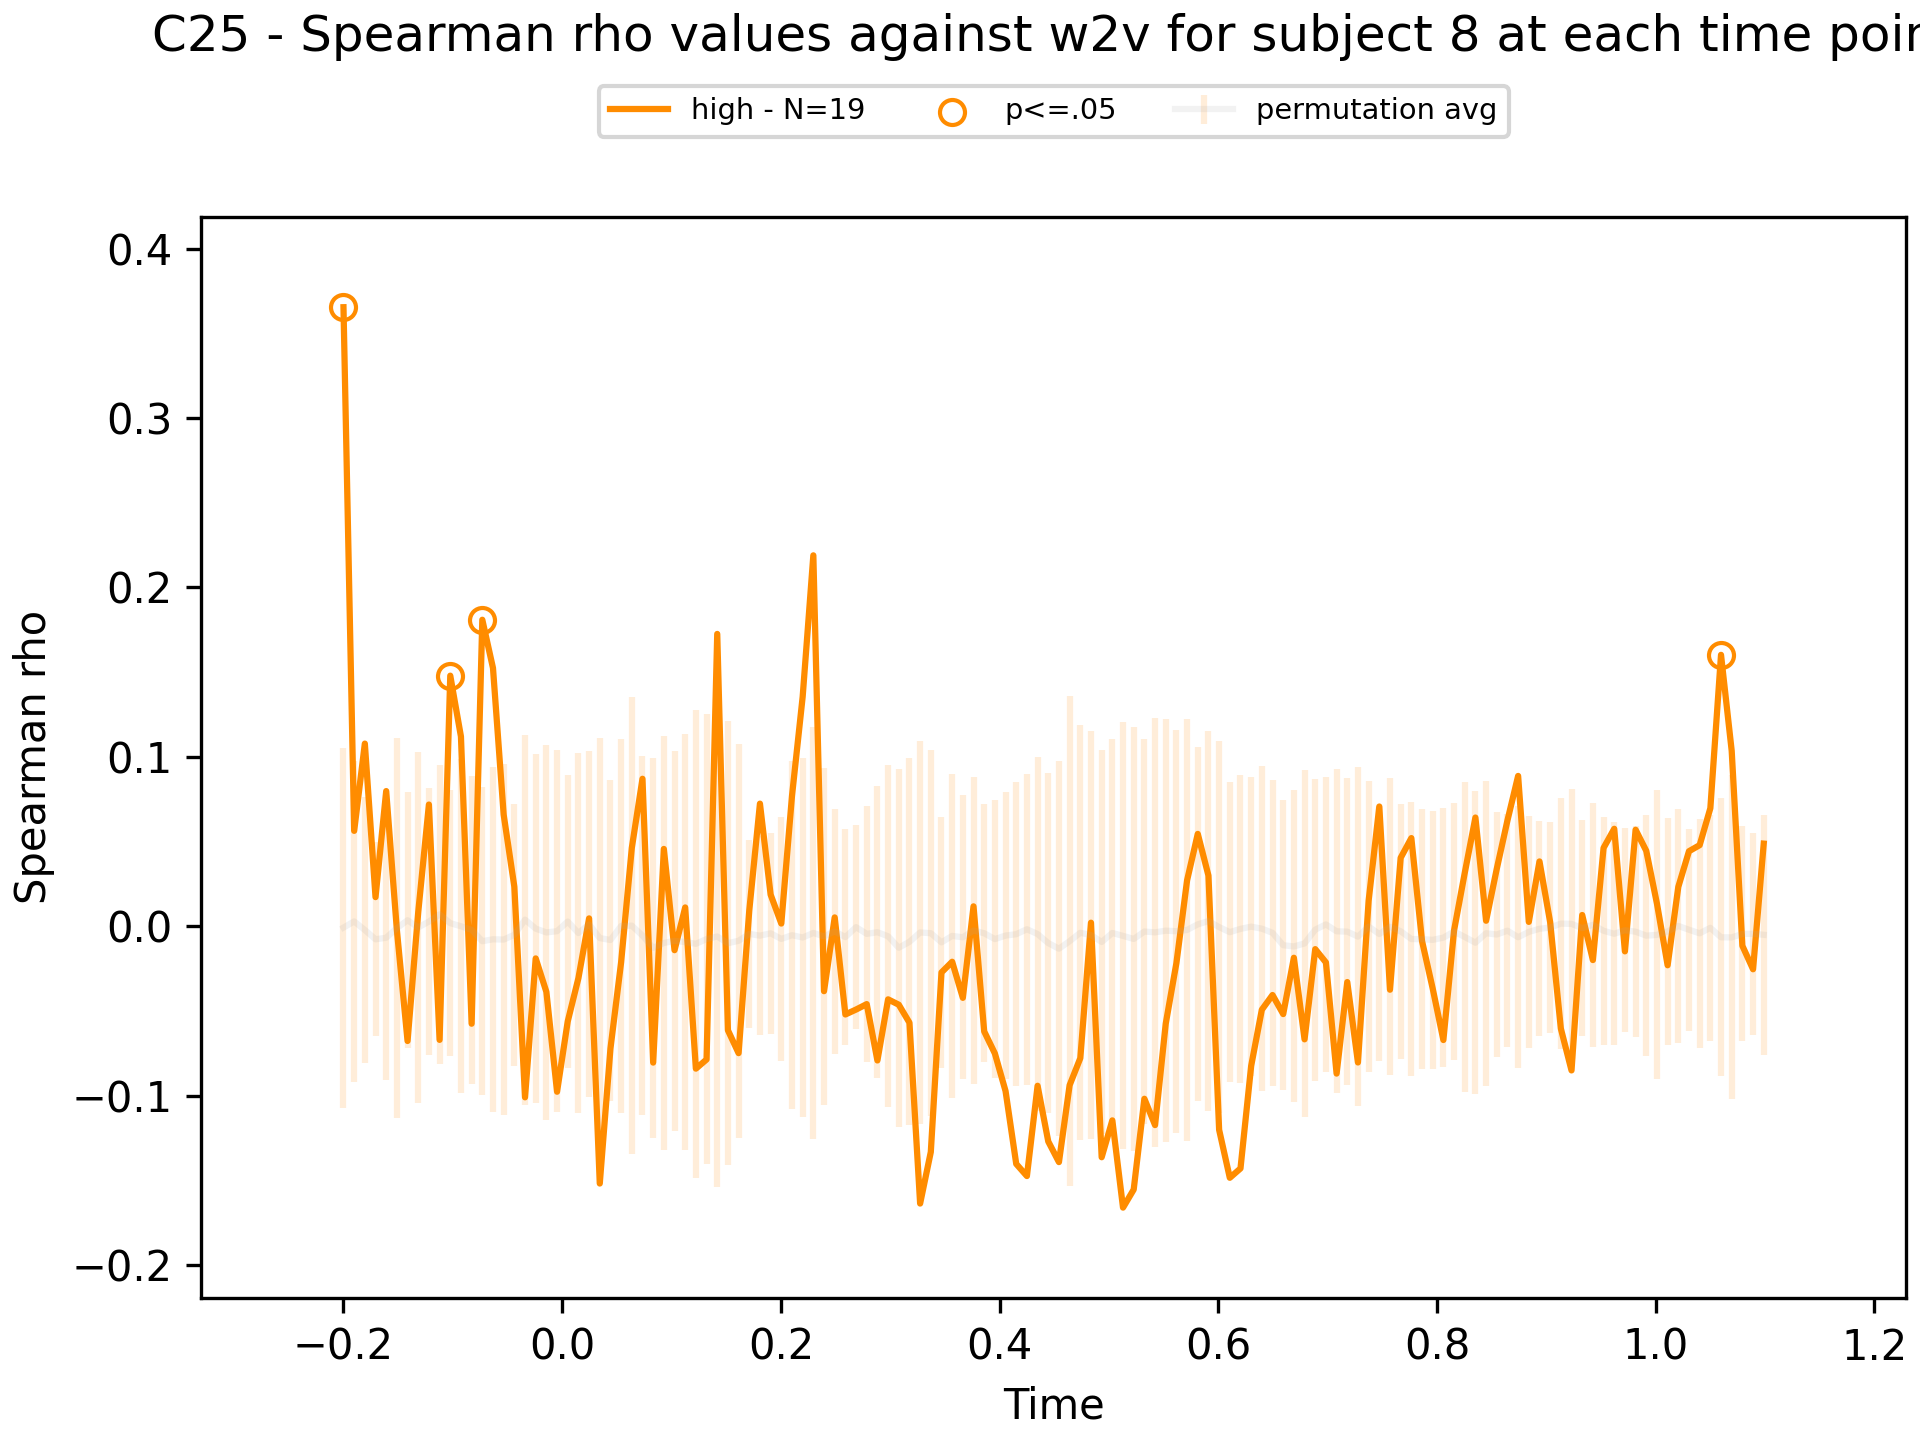 C25 - Spearman rho values against w2v for subject 8 at each time poin
high - N=19 p<=.05 permutation avg
0.4
0.3
0.2
0.1
0.0
−0.1
−0.2
Spearman rho
−0.2 0.0 0.2 0.4 0.6 0.8 1.0 1.2
Time